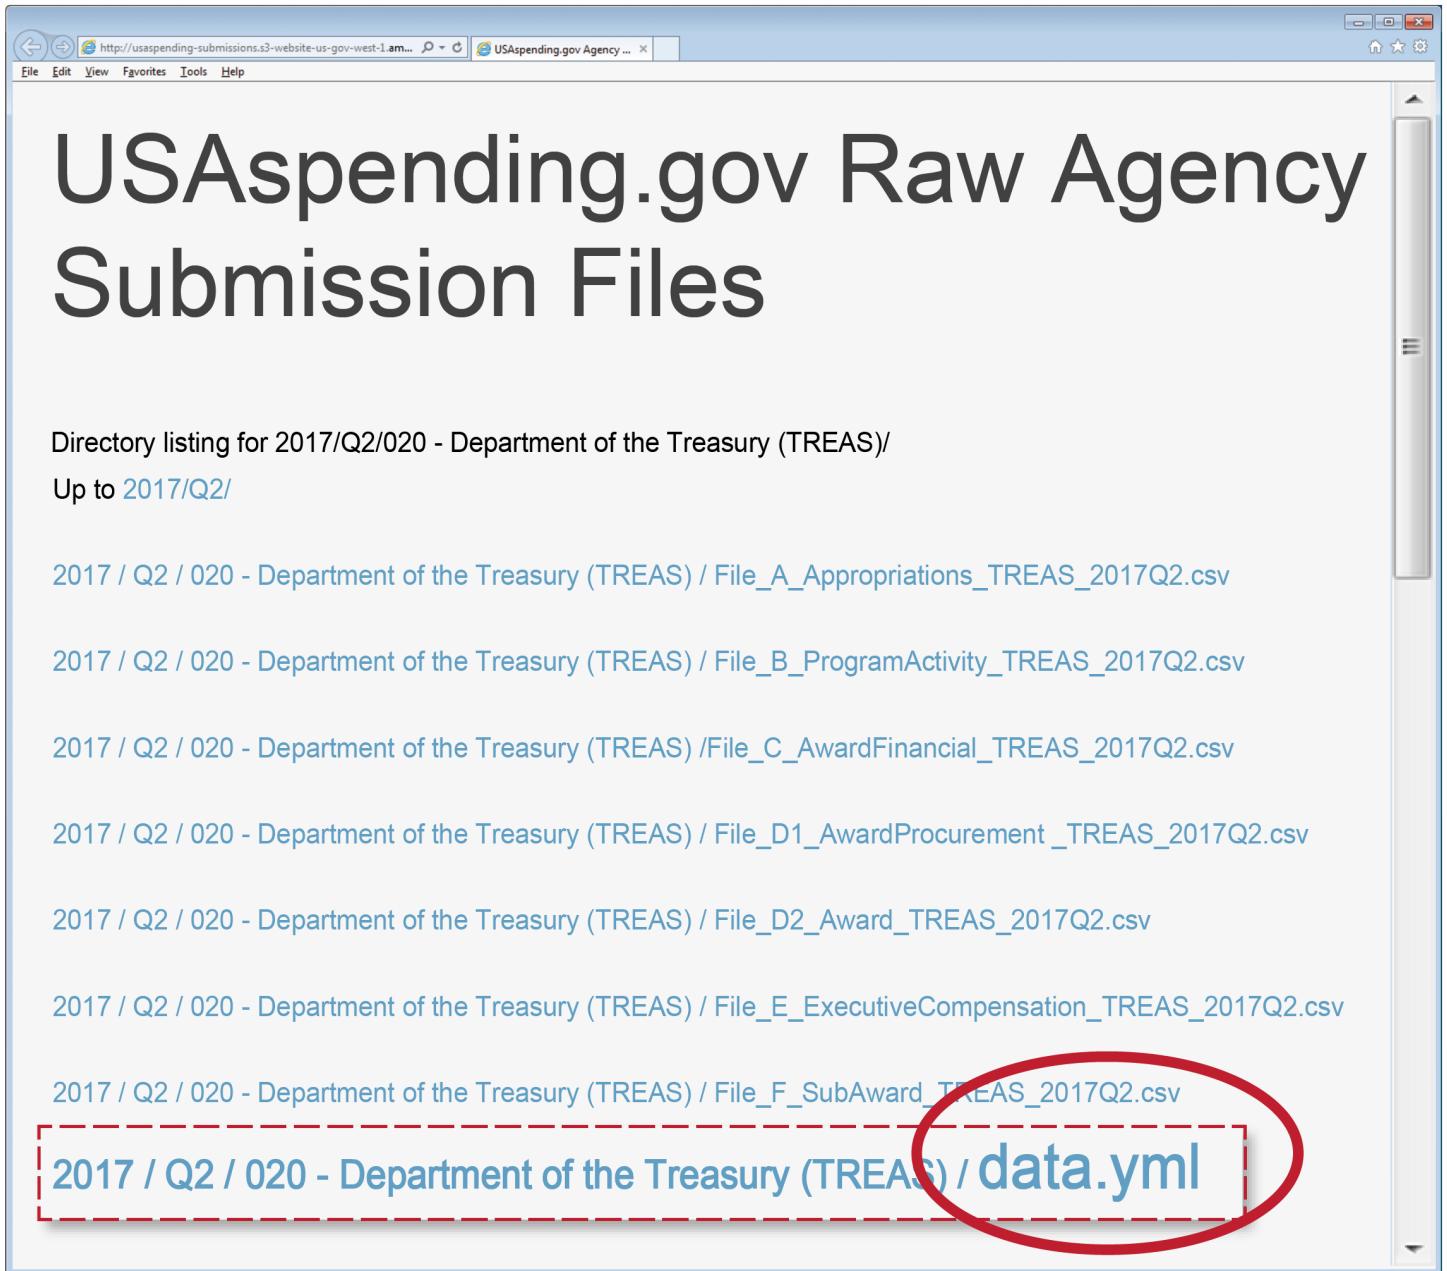 http://usaspending-submissions.s3-website-us-gov-west-1.am...
USAspending.gov Agency ...
File Edit View Favorites Tools Help
USAspending.gov Raw Agency
Submission Files
Directory listing for 2017/Q2/020 - Department of the Treasury (TREAS)/
Up to 2017/Q2/
2017 / Q2 / 020 - Department of the Treasury (TREAS) / File_A_Appropriations_TREAS_2017Q2.csv
2017 / Q2 / 020 - Department of the Treasury (TREAS) / File_B_ProgramActivity_TREAS_2017Q2.csv
2017 / Q2 / 020 - Department of the Treasury (TREAS) /File_C_AwardFinancial_TREAS_2017Q2.csv
2017 / Q2 / 020 - Department of the Treasury (TREAS) / File_D1_AwardProcurement _TREAS_2017Q2.csv
2017 / Q2 / 020 - Department of the Treasury (TREAS) / File_D2_Award_TREAS_2017Q2.csv
2017 / Q2 / 020 - Department of the Treasury (TREAS) / File_E_ExecutiveCompensation_TREAS_2017Q2.csv
2017 / Q2 / 020 - Department of the Treasury (TREAS) / File_F_SubAward_TREAS_2017Q2.csv
2017 / Q2 / 020 - Department of the Treasury (TREAS) / data.yml